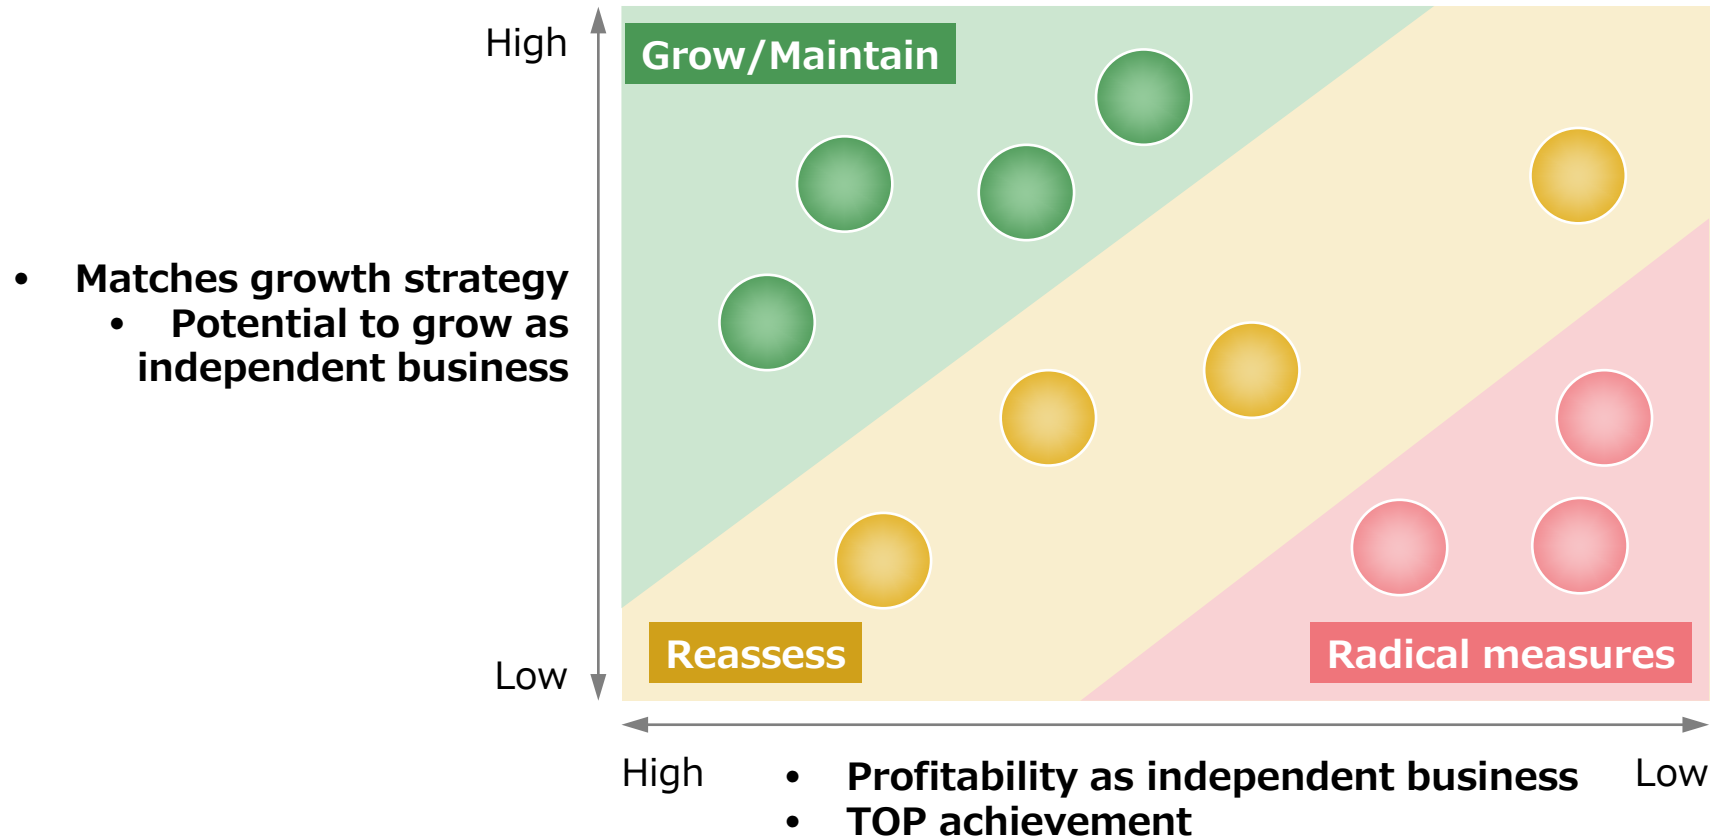 High
Grow/Maintain
• Matches growth strategy
• Potential to grow as
independent business
Reassess
Radical measures
Low
High
• Profitability as independent business
Low
• TOP achievement